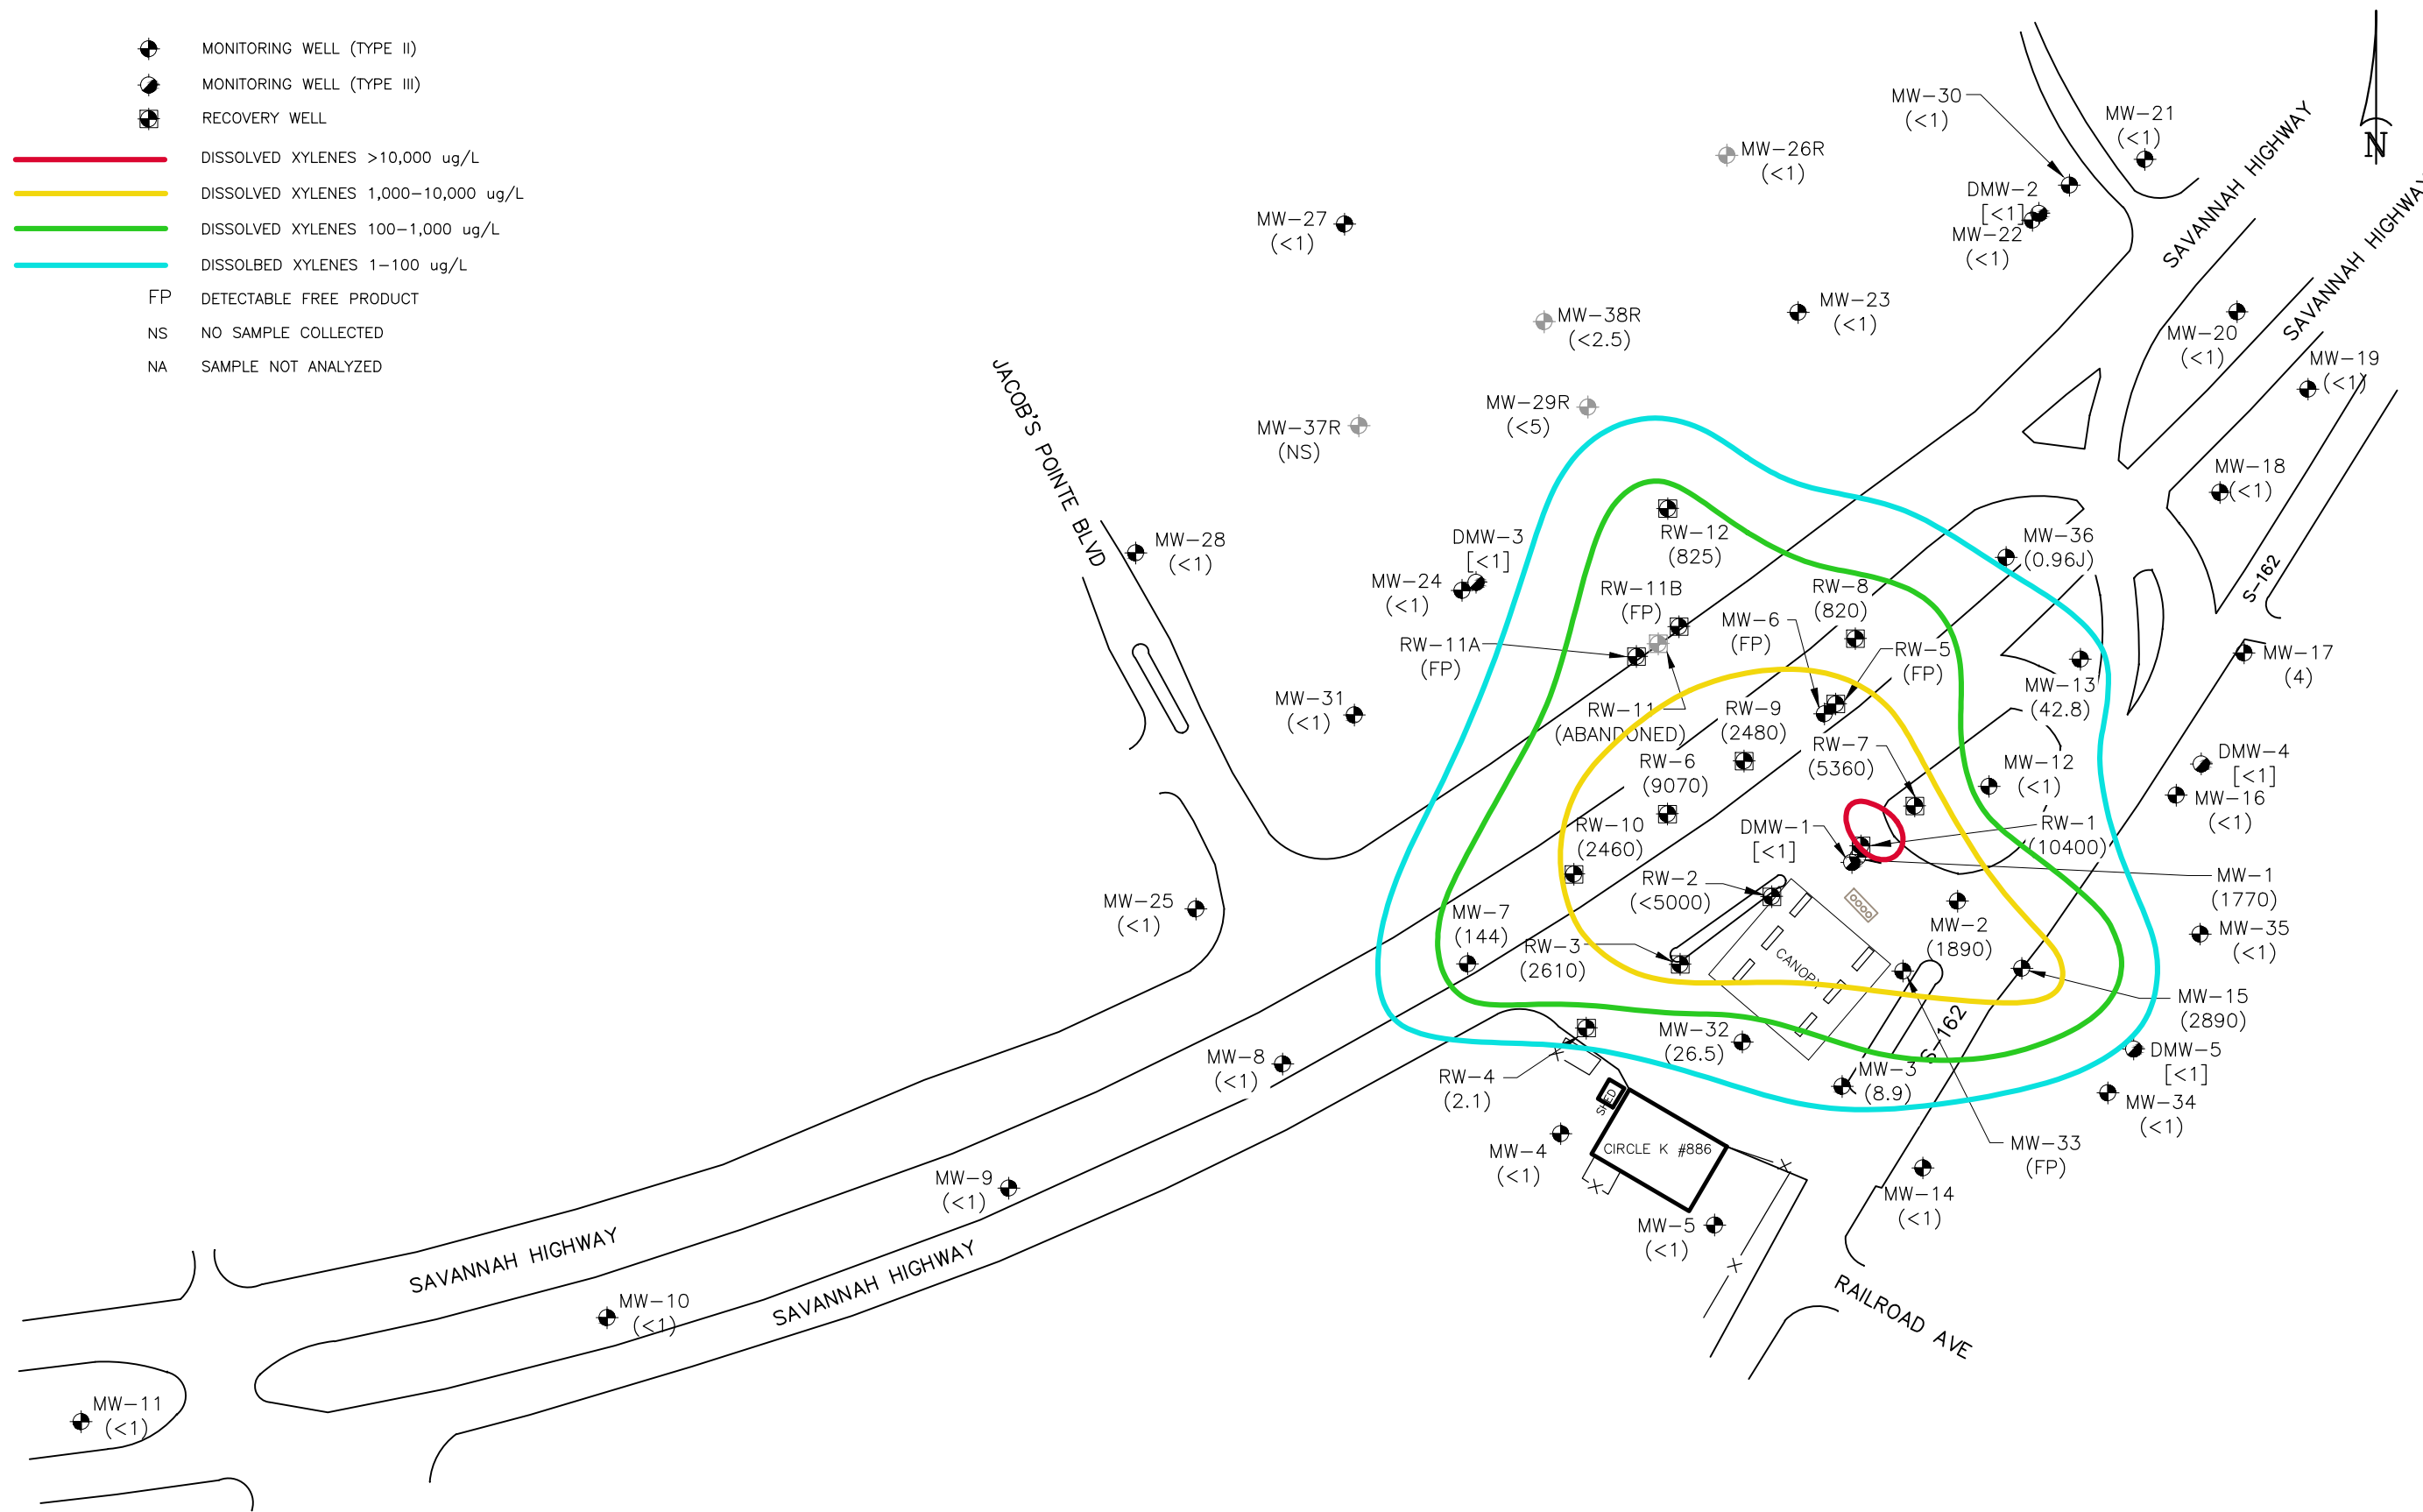 MONITORING WELL (TYPE II)
MONITORING WELL (TYPE III)
RECOVERY WELL
DISSOLVED XYLENES >10,000 ug/L
DISSOLVED XYLENES 1,000-10,000 ug/L
DISSOLVED XYLENES 100-1,000 ug/L
DISSOLBED XYLENES 1-100 ug/L
FP DETECTABLE FREE PRODUCT
NS NO SAMPLE COLLECTED
NA SAMPLE NOT ANALYZED
N
MW-30
(<1)
MW-21
(<1)
SAVANNAH HIGHWAY
SAVANNAH HIGHWAY
MW-26R
(<1)
DMW-2
[<1]
MW-22
(<1)
MW-27
(<1)
MW-23
(<1)
MW-38R
(<2.5)
MW-20
(<1)
MW-19
(<1)
JACOB'S POINTE BLVD
MW-29R
(<5)
MW-37R
(NS)
MW-18
(<1)
MW-28
(<1)
DMW-3
[<1]
MW-24
(<1)
RW-12
(825)
MW-36
(0.96J)
S-162
RW-11B
(FP)
RW-8
(820)
MW-6
(FP)
RW-5
(FP)
RW-11A
(FP)
MW-17
(4)
MW-31
(<1)
RW-11
(ABANDONED)
RW-9
(2480)
MW-13
(42.8)
RW-6
(9070)
RW-7
(5360)
MW-12
(<1)
DMW-4
[<1]
MW-16
(<1)
RW-10
(2460)
DMW-1
[<1]
RW-1
(10400)
RW-2
(<5000)
MW-1
(1770)
MW-25
(<1)
MW-7
(144)
RW-3
(2610)
CANOPY
MW-2
(1890)
MW-35
(<1)
MW-15
(2890)
MW-8
(<1)
MW-32
(26.5)
S-162
DMW-5
[<1]
RW-4
(2.1)
MW-3
(8.9)
MW-34
(<1)
SHED
MW-4
(<1)
CIRCLE K #886
X
X
X
X
MW-33
(FP)
MW-9
(<1)
MW-14
(<1)
MW-5
(<1)
SAVANNAH HIGHWAY
SAVANNAH HIGHWAY
RAILROAD AVE
MW-10
(<1)
MW-11
(<1)